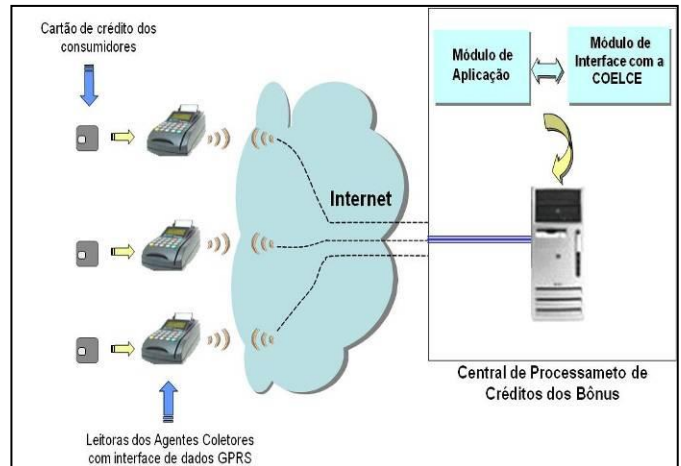 Cartão de crédito dos
consumidores
Módulo de
Aplicação
Módulo de
Interface com a
COELCE
Internet
Central de Processameto de
Créditos dos Bônus
Leitoras dos Agentes Coletores
com interface de dados GPRS